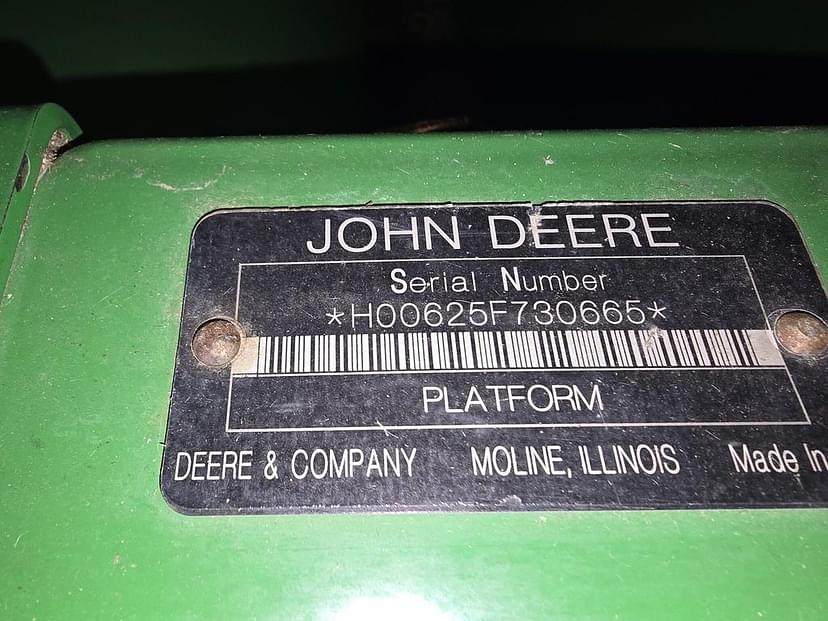 JOHN DEERE
Serial Number
*H00625F730665*
PLATFORM
DEERE & COMPANY MOLINE, ILLINOIS Made In